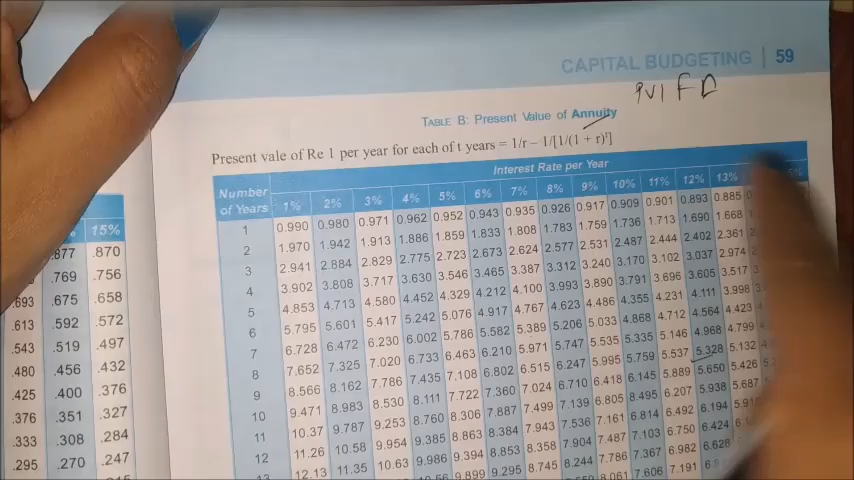 CAPITAL BUDGETING | 59
PVIFA
TABLE B: Present Value of Annuity
Present vale of Re 1 per year for each of t years = 1/r – 1/[1/(1 + r)ᵗ]
Number of Years
Interest Rate per Year
1% 2% 3% 4% 5% 6% 7% 8% 9% 10% 11% 12% 13%
1 0.990 0.980 0.971 0.962 0.952 0.943 0.935 0.926 0.917 0.909 0.901 0.893 0.885
2 1.970 1.942 1.913 1.886 1.859 1.833 1.808 1.783 1.759 1.736 1.713 1.690 1.668
3 2.941 2.884 2.829 2.775 2.723 2.673 2.624 2.577 2.531 2.487 2.444 2.402 2.361
4 3.902 3.808 3.717 3.630 3.546 3.465 3.387 3.312 3.240 3.170 3.102 3.037 2.974
5 4.853 4.713 4.580 4.452 4.329 4.212 4.100 3.993 3.890 3.791 3.696 3.605 3.517
6 5.795 5.601 5.417 5.242 5.076 4.917 4.767 4.623 4.486 4.355 4.231 4.111 3.998
7 6.728 6.472 6.230 6.002 5.786 5.582 5.389 5.206 5.033 4.868 4.712 4.564 4.423
8 7.652 7.325 7.020 6.733 6.463 6.210 5.971 5.747 5.535 5.335 5.146 4.968 4.799
9 8.566 8.162 7.786 7.435 7.108 6.802 6.515 6.247 5.995 5.759 5.537 5.328 5.132
10 9.471 8.983 8.530 8.111 7.722 7.360 7.024 6.710 6.418 6.145 5.889 5.650 5.426
11 10.37 9.787 9.253 8.760 8.306 7.887 7.499 7.139 6.805 8.495 6.207 5.938 5.687
12 11.26 10.58 9.954 9.385 8.863 8.384 7.943 7.536 7.161 6.814 6.492 6.194
12.13 11.35 10.63 9.986 9.394 8.853 8.358 7.904 7.487 7.103 6.750 6.424
9.899 9.295 8.745 8.244 7.786 7.367 6.982 6.628
8.061 7.606 7.191
15%
.877 .870
.769 .756
.693 .675 .658
.613 .592 .572
.543 .519 .497
.480 .456 .432
.425 .400 .376
.376 .351 .327
.333 .308 .284
.295 .270 .247